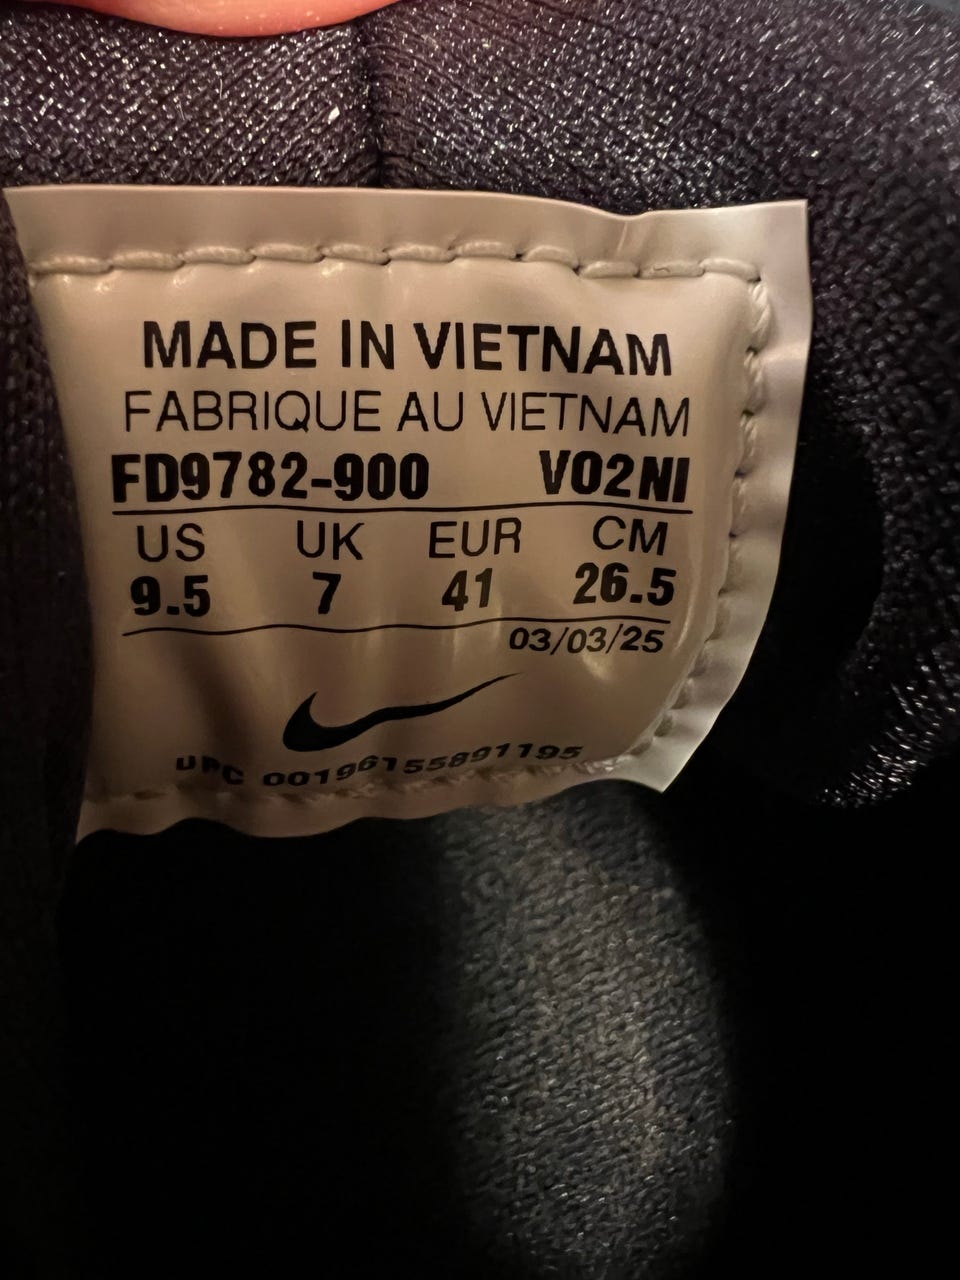 MADE IN VIETNAM
FABRIQUE AU VIETNAM
FD9782-900 VO2NI
US UK EUR CM
9.5 7 41 26.5
03/03/25
UPC 00196155891195